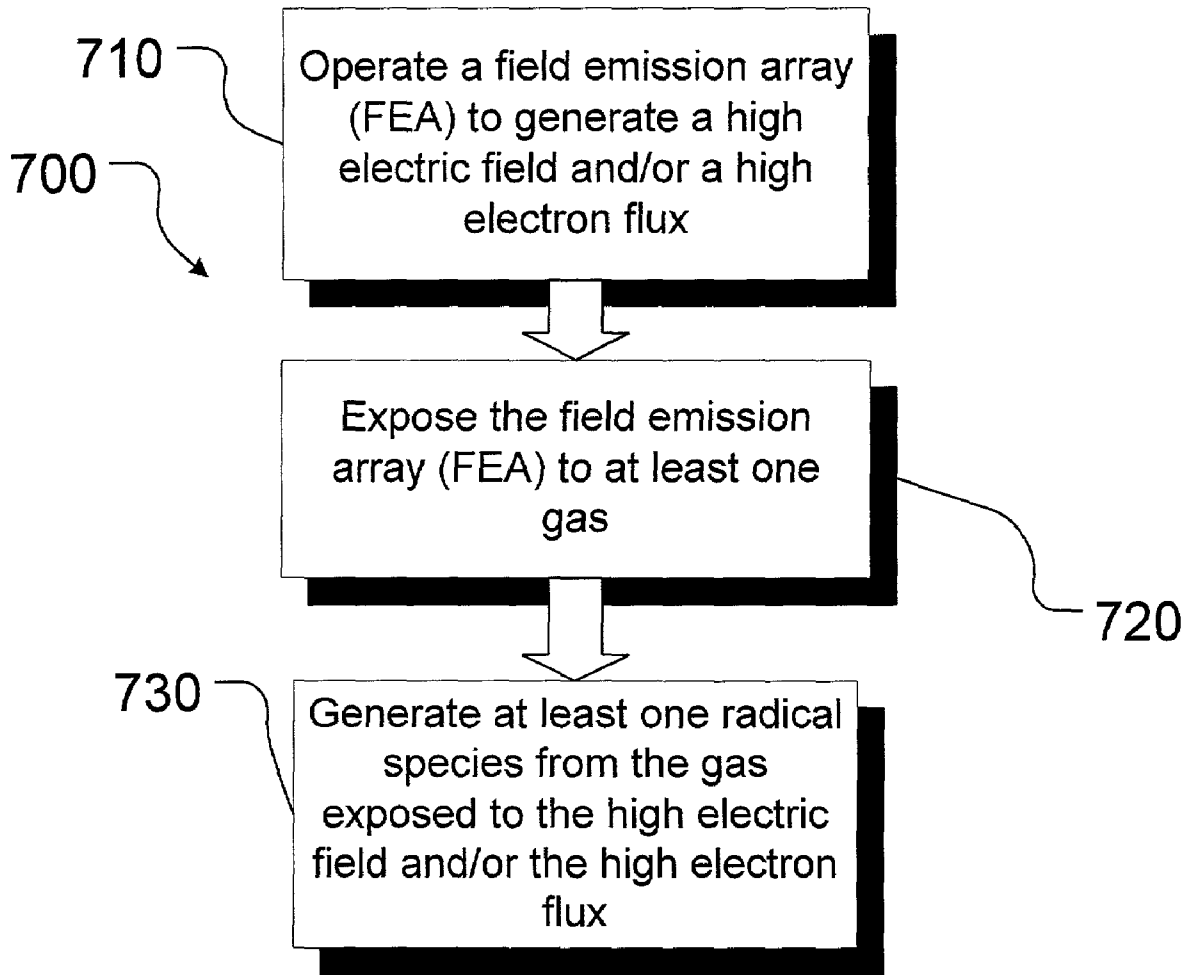 710
Operate a field emission array
(FEA) to generate a high
electric field and/or a high
electron flux
700
Expose the field emission
array (FEA) to at least one
gas
720
730
Generate at least one radical
species from the gas
exposed to the high electric
field and/or the high electron
flux